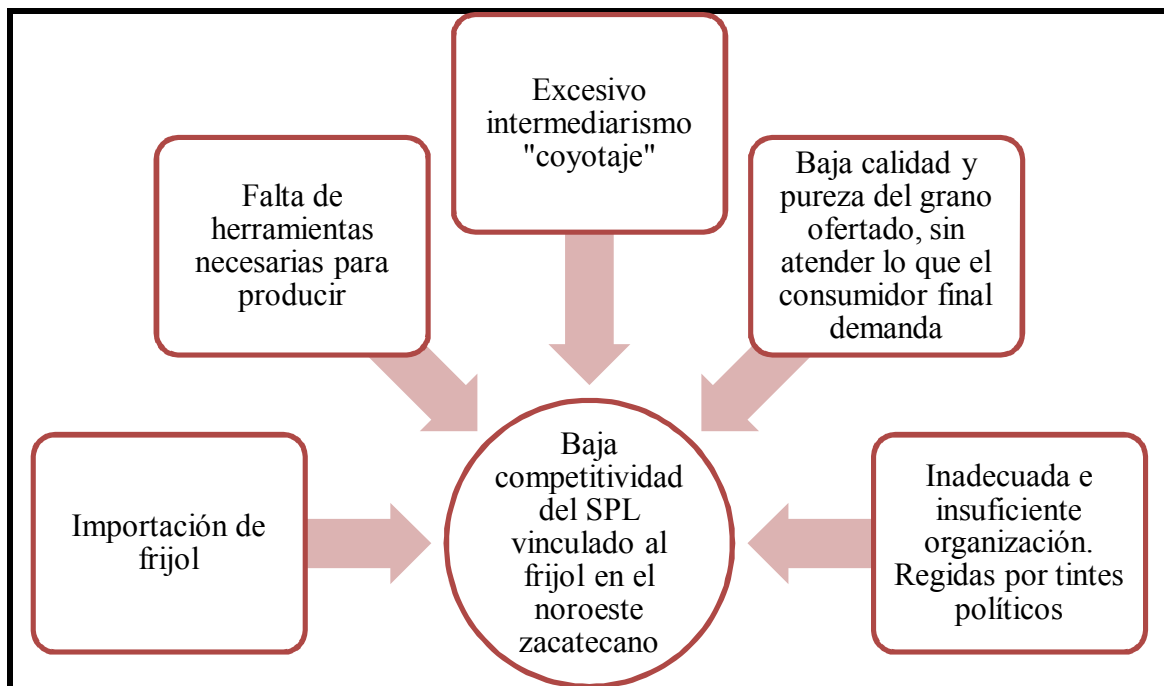 Excesivo
intermediarismo
"coyotaje"
Falta de
herramientas
necesarias para
producir
Baja calidad y
pureza del grano
ofertado, sin
atender lo que el
consumidor final
demanda
Importación de
frijol
Baja
competitividad
del SPL
vinculado al
frijol en el
noroeste
zacatecano
Inadecuada e
insuficiente
organización.
Regidas por tintes
políticos